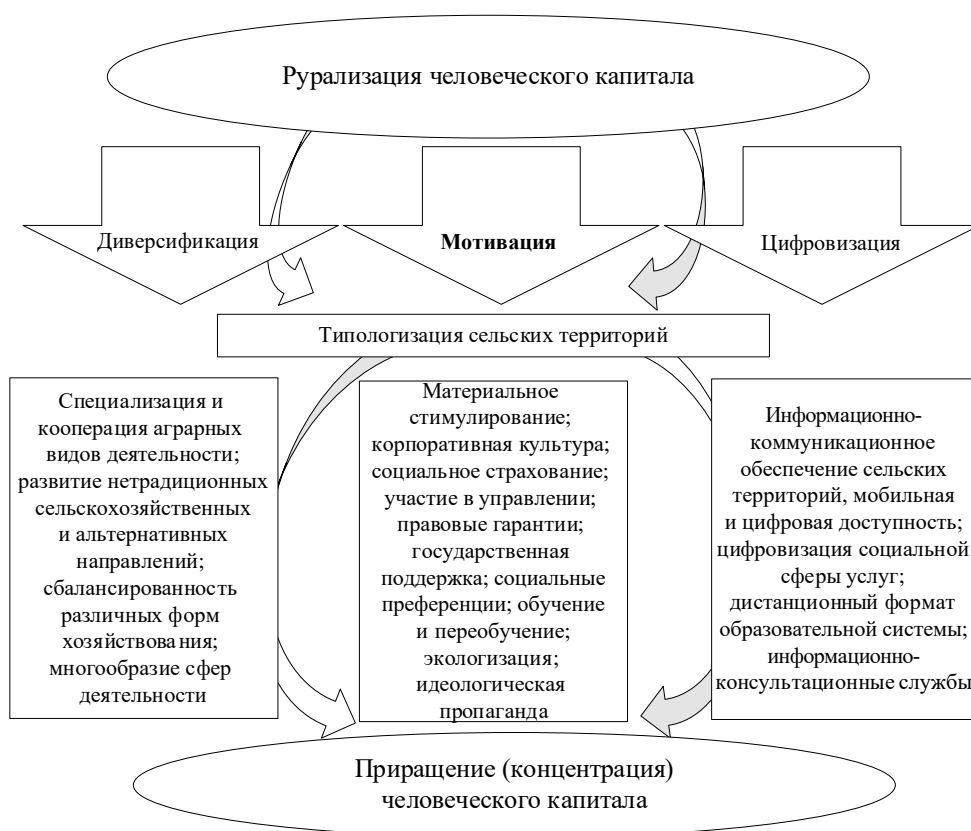 Рурализация человеческого капитала
Диверсификация
Мотивация
Цифровизация
Типологизация сельских территорий
Специализация и
кооперация аграрных
видов деятельности;
развитие нетрадиционных
сельскохозяйственных
и альтернативных
направлений;
сбалансированность
различных форм
хозяйствования;
многообразие сфер
деятельности
Материальное
стимулирование;
корпоративная культура;
социальное страхование;
участие в управлении;
правовые гарантии;
государственная
поддержка; социальные
преференции; обучение
и переобучение;
экологизация;
идеологическая
пропаганда
Информационно-
коммуникационное
обеспечение сельских
территорий, мобильная
и цифровая доступность;
цифровизация социальной
сферы услуг;
дистанционный формат
образовательной системы;
информационно-
консультационные службы
Приращение (концентрация)
человеческого капитала